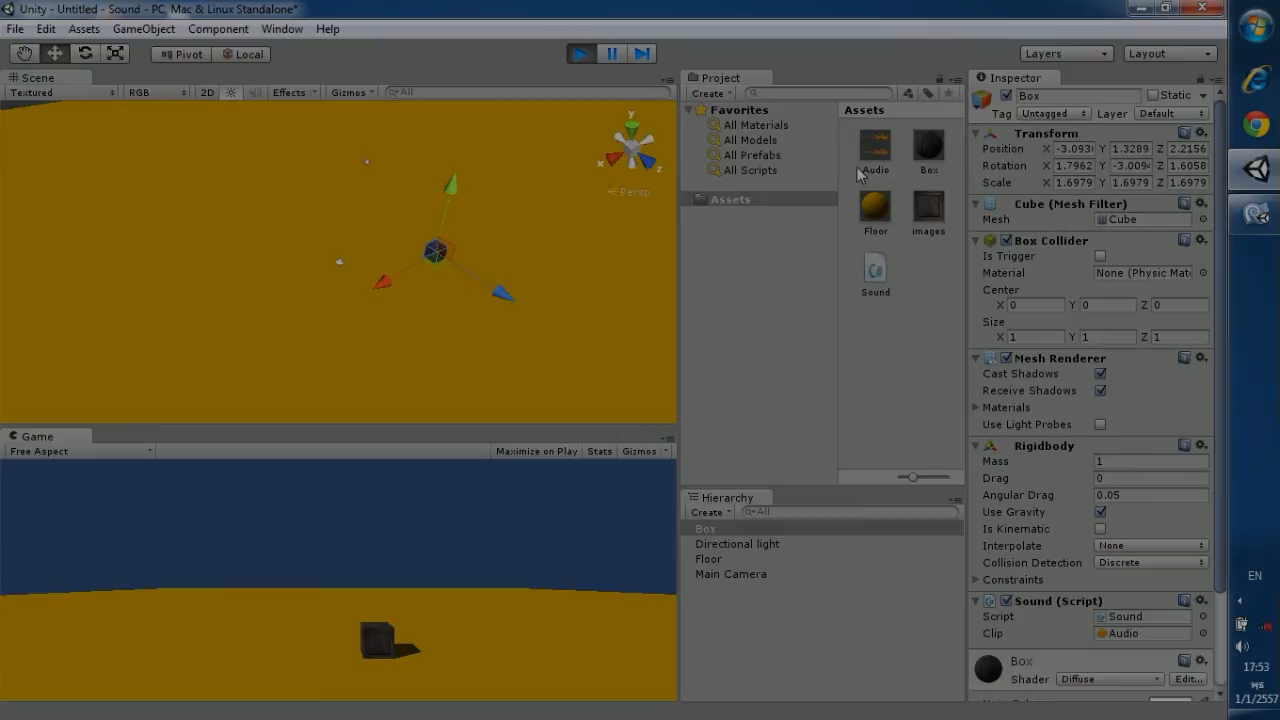 Unity - Untitled - Sound - PC, Mac & Linux Standalone*
File Edit Assets GameObject Component Window Help
Pivot Local Layers Layout
Scene
Textured RGB 2D Effects Gizmos All
y
x
z
Persp
Game
Free Aspect Maximize on Play Stats Gizmos
Project
Create
Favorites
All Materials
All Models
All Prefabs
All Scripts
Assets
Assets
Audio Box
Floor images
Sound
Hierarchy
Create All
Box
Directional light
Floor
Main Camera
Inspector
Box Static
Tag Untagged Layer Default
Transform
Position X -3.093 Y 1.3289 Z 2.2156
Rotation X 1.7962 Y -3.009 Z 1.6058
Scale X 1.6979 Y 1.6979 Z 1.6979
Cube (Mesh Filter)
Mesh Cube
Box Collider
Is Trigger
Material None (Physic Mat
Center
X 0 Y 0 Z 0
Size
X 1 Y 1 Z 1
Mesh Renderer
Cast Shadows
Receive Shadows
Materials
Use Light Probes
Rigidbody
Mass 1
Drag 0
Angular Drag 0.05
Use Gravity
Is Kinematic
Interpolate None
Collision Detection Discrete
Constraints
Sound (Script)
Script Sound
Clip Audio
Box
Shader Diffuse Edit...
EN
17:53
พุธ
1/1/2557